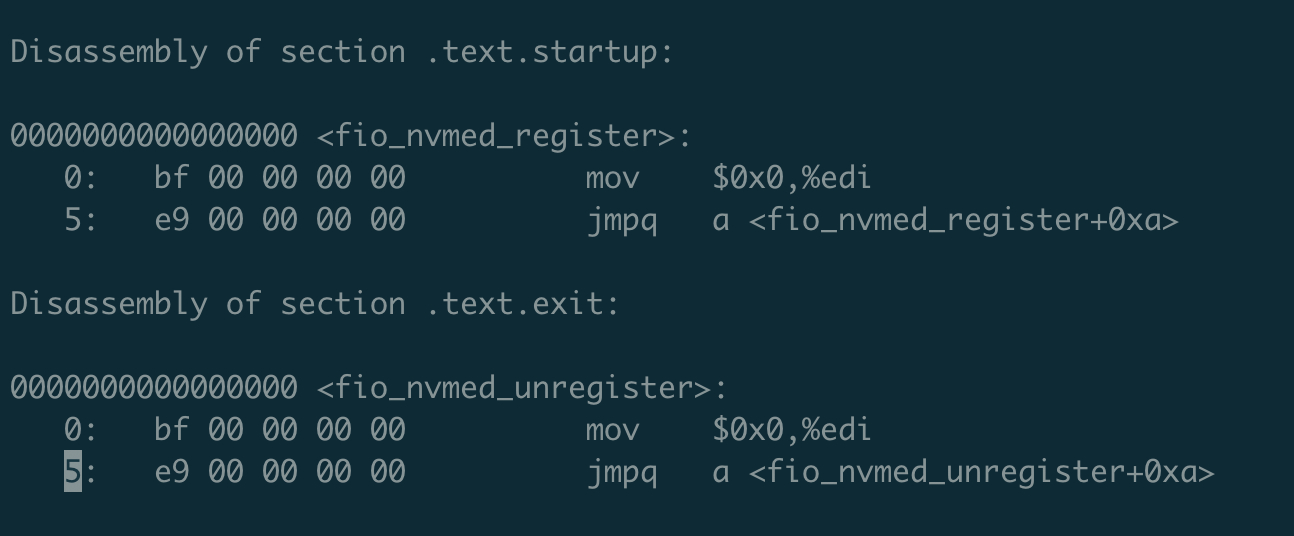 Disassembly of section .text.startup:
0000000000000000 <fio_nvmed_register>:
0: bf 00 00 00 00 mov $0x0,%edi
5: e9 00 00 00 00 jmpq a <fio_nvmed_register+0xa>
Disassembly of section .text.exit:
0000000000000000 <fio_nvmed_unregister>:
0: bf 00 00 00 00 mov $0x0,%edi
5: e9 00 00 00 00 jmpq a <fio_nvmed_unregister+0xa>